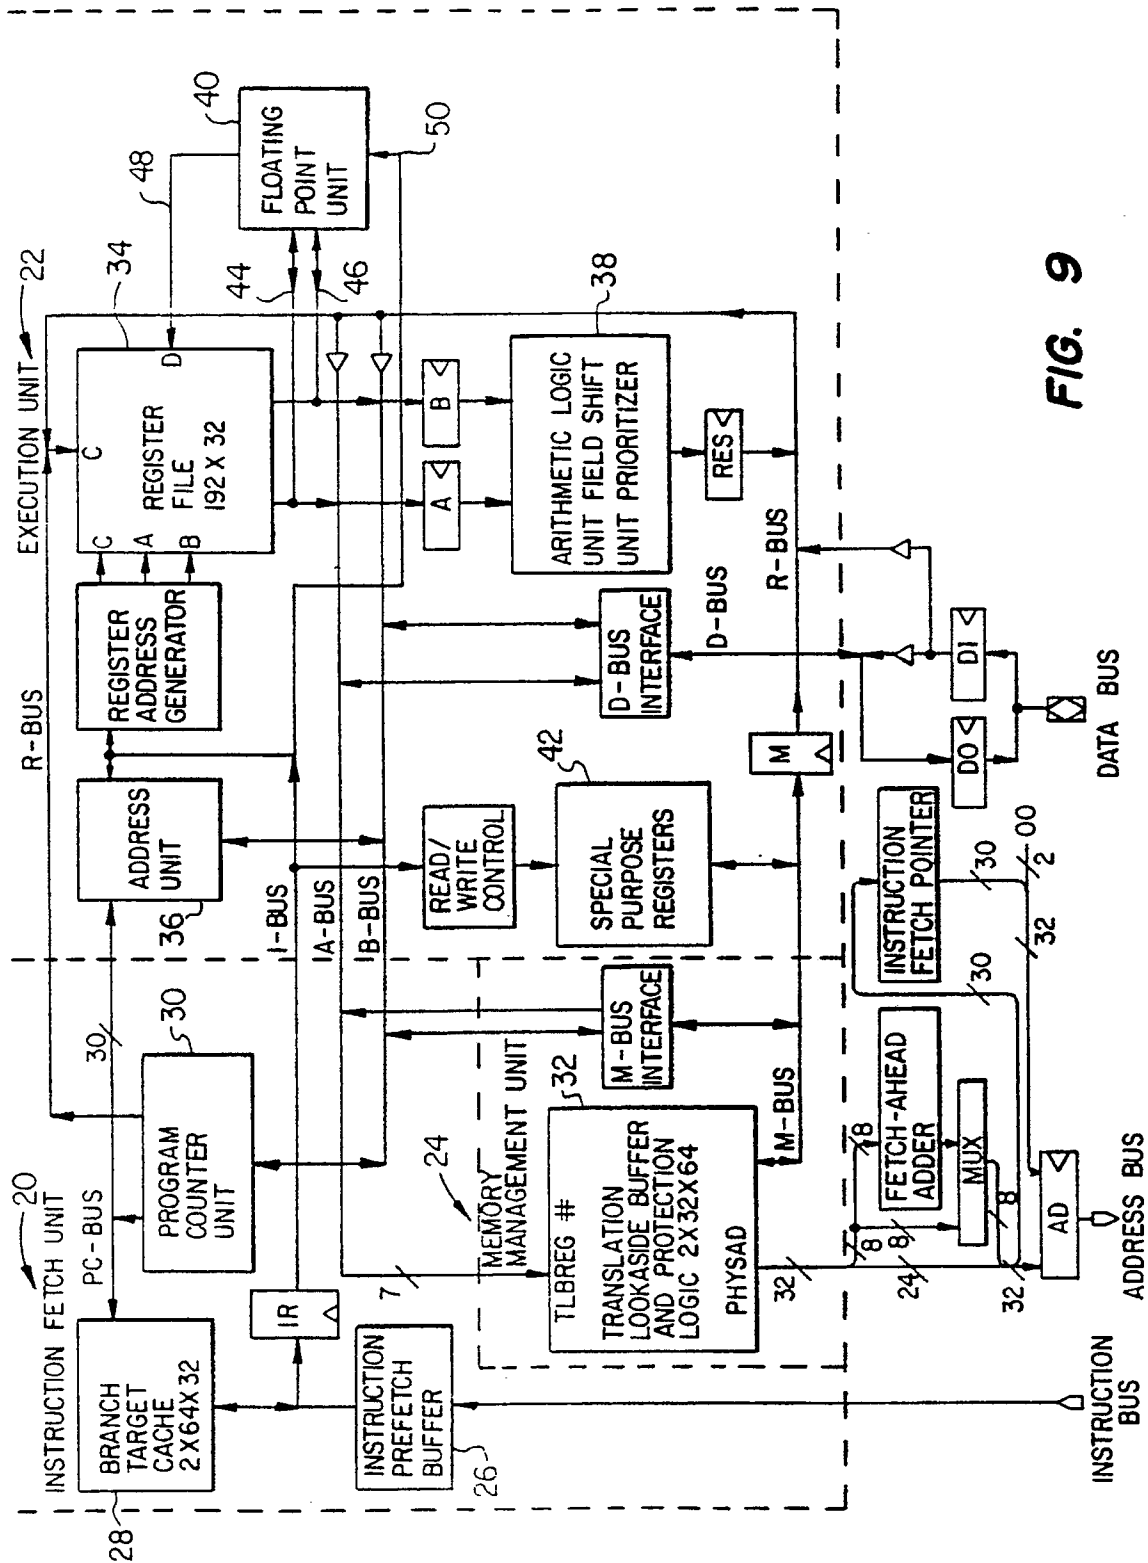 20
INSTRUCTION FETCH UNIT
28
BRANCH
TARGET
CACHE
2X64X32
PC-BUS
30
PROGRAM
COUNTER
UNIT
30
R-BUS
36
ADDRESS
UNIT
REGISTER
ADDRESS
GENERATOR
EXECUTION UNIT
22
34
C
A
B
C
D
REGISTER
FILE
192 X 32
48
40
FLOATING
POINT
UNIT
44
46
50
IR
I-BUS
A-BUS
B-BUS
INSTRUCTION
PREFETCH
BUFFER
26
7
24
MEMORY
MANAGEMENT UNIT
32
TLBREG #
TRANSLATION
LOOKASIDE BUFFER
AND PROTECTION
LOGIC 2X32X64
PHYSAD
M-BUS
INTERFACE
M-BUS
READ/
WRITE
CONTROL
42
SPECIAL
PURPOSE
REGISTERS
D-BUS
INTERFACE
D-BUS
A
B
38
ARITHMETIC LOGIC
UNIT FIELD SHIFT
UNIT PRIORITIZER
RES
M
R-BUS
32
8
8
8
24
FETCH-AHEAD
ADDER
MUX
8
32
30
INSTRUCTION
FETCH POINTER
30
2
00
32
AD
DO
DI
INSTRUCTION
BUS
ADDRESS BUS
DATA BUS
FIG. 9